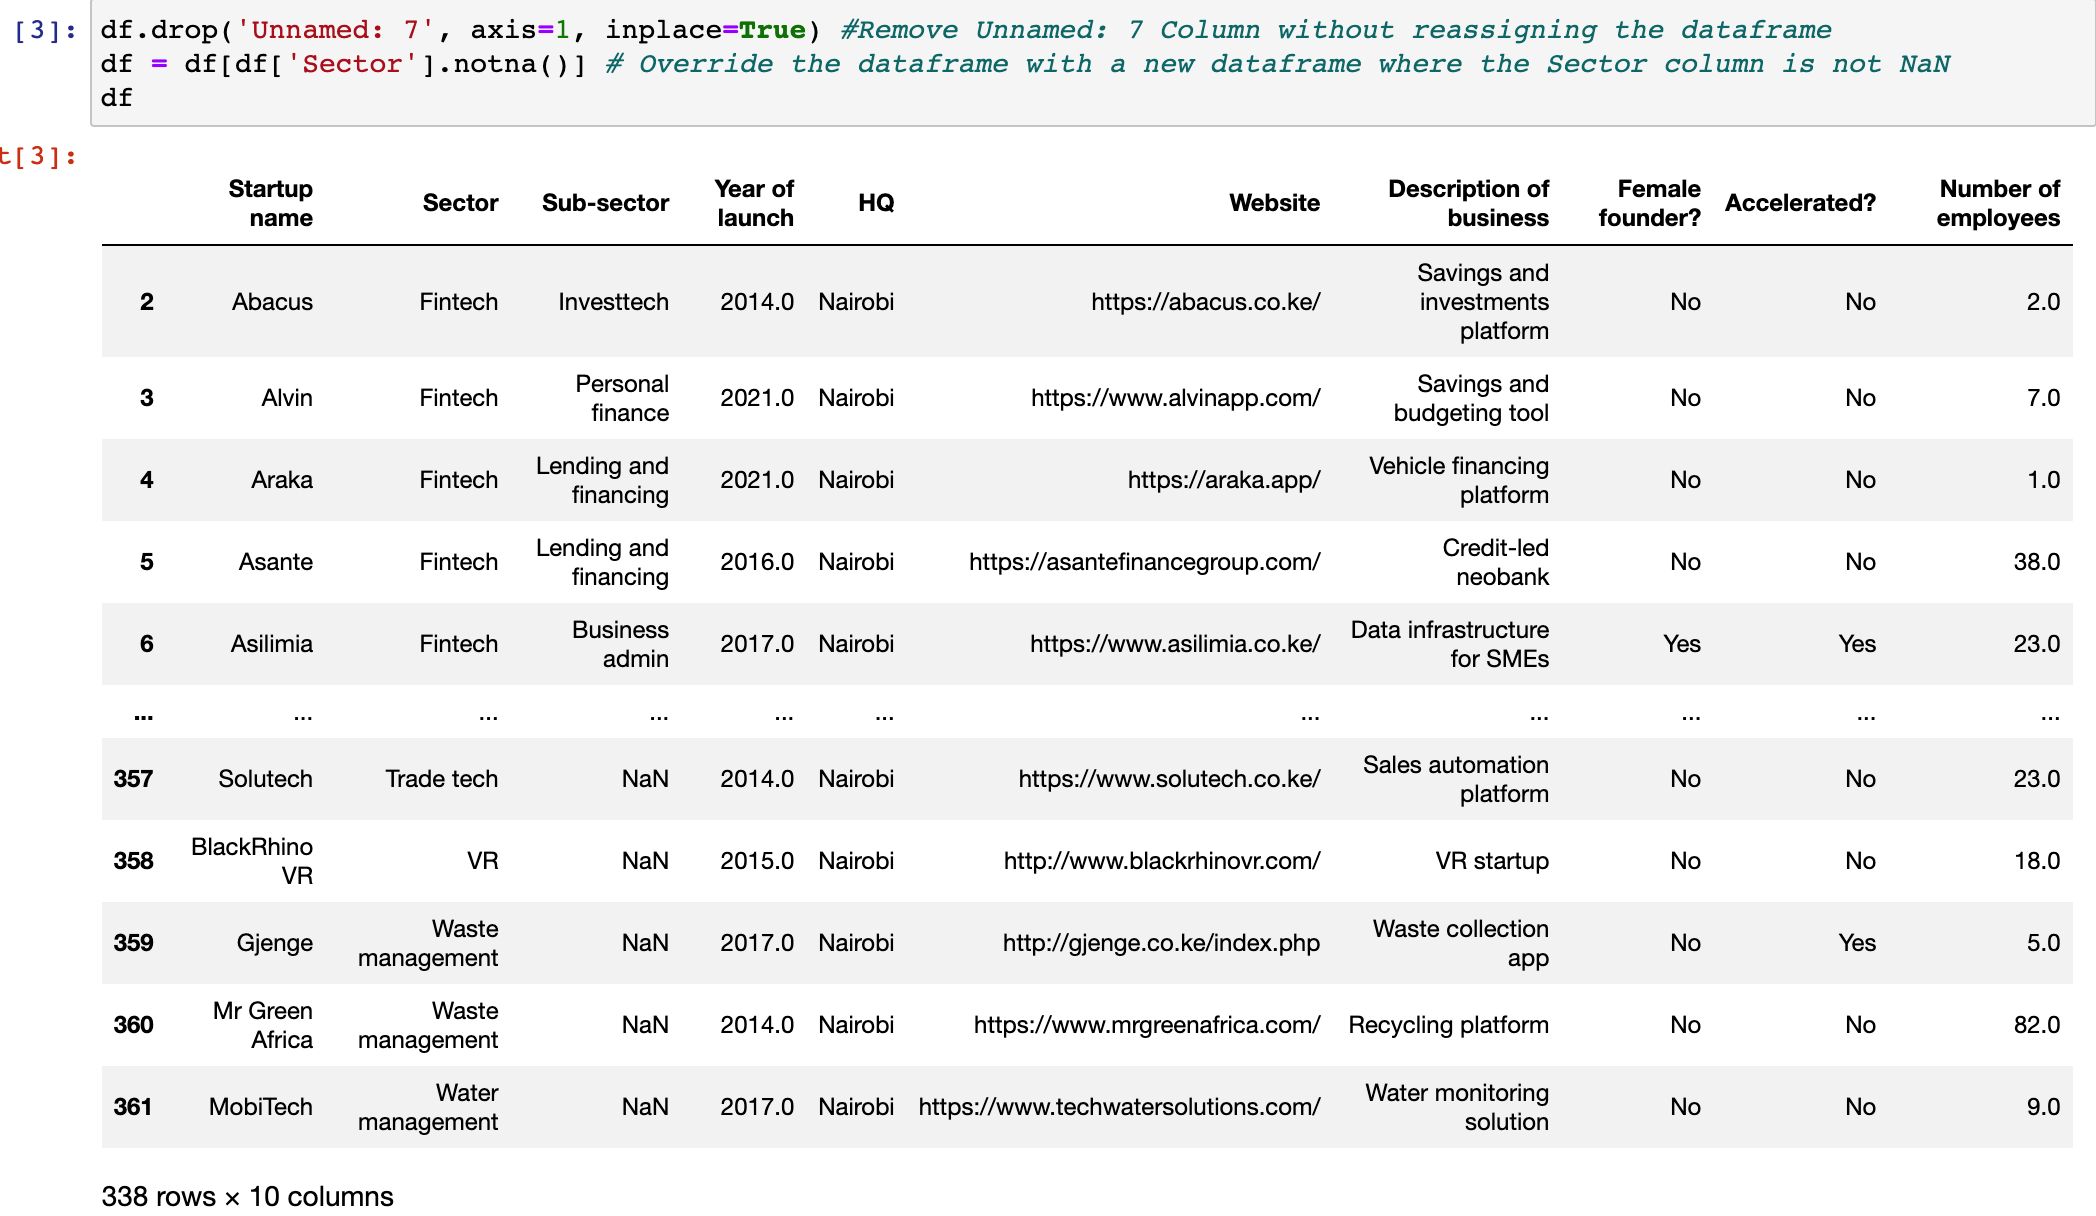 [3]: df.drop('Unnamed: 7', axis=1, inplace=True) #Remove Unnamed: 7 Column without reassigning the dataframe
df = df[df['Sector'].notna()] # Override the dataframe with a new dataframe where the Sector column is not NaN
df
t[3]:
Startup name Sector Sub-sector Year of launch HQ Website Description of business Female founder? Accelerated? Number of employees
2 Abacus Fintech Investtech 2014.0 Nairobi https://abacus.co.ke/ Savings and investments platform No No 2.0
3 Alvin Fintech Personal finance 2021.0 Nairobi https://www.alvinapp.com/ Savings and budgeting tool No No 7.0
4 Araka Fintech Lending and financing 2021.0 Nairobi https://araka.app/ Vehicle financing platform No No 1.0
5 Asante Fintech Lending and financing 2016.0 Nairobi https://asantefinancegroup.com/ Credit-led neobank No No 38.0
6 Asilimia Fintech Business admin 2017.0 Nairobi https://www.asilimia.co.ke/ Data infrastructure for SMEs Yes Yes 23.0
... ... ... ... ... ... ... ... ... ... ...
357 Solutech Trade tech NaN 2014.0 Nairobi https://www.solutech.co.ke/ Sales automation platform No No 23.0
358 BlackRhino VR VR NaN 2015.0 Nairobi http://www.blackrhinovr.com/ VR startup No No 18.0
359 Gjenge Waste management NaN 2017.0 Nairobi http://gjenge.co.ke/index.php Waste collection app No Yes 5.0
360 Mr Green Africa Waste management NaN 2014.0 Nairobi https://www.mrgreenafrica.com/ Recycling platform No No 82.0
361 MobiTech Water management NaN 2017.0 Nairobi https://www.techwatersolutions.com/ Water monitoring solution No No 9.0
338 rows × 10 columns